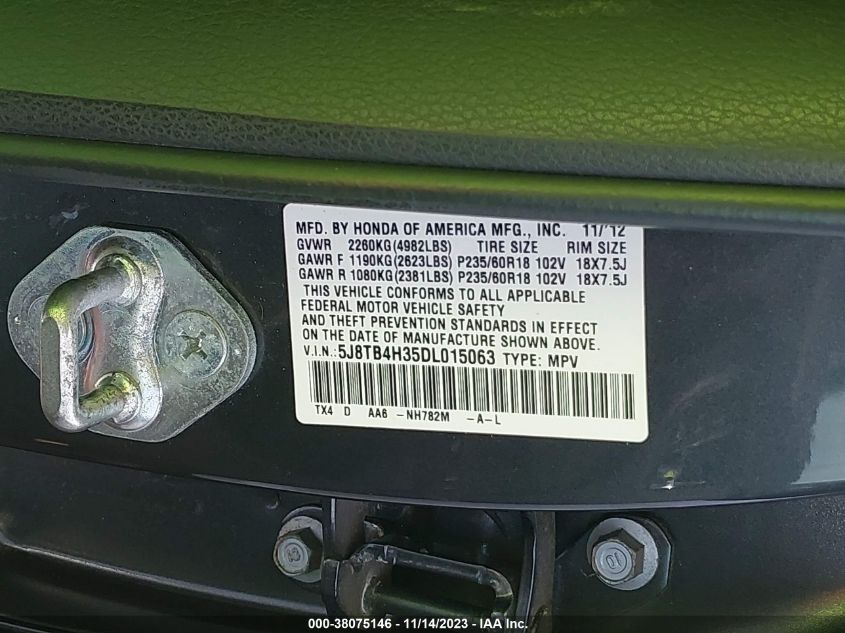 MFD. BY HONDA OF AMERICA MFG., INC. 11/'12
GVWR 2260KG(4982LBS) TIRE SIZE RIM SIZE
GAWR F 1190KG(2623LBS) P235/60R18 102V 18X7.5J
GAWR R 1080KG(2381LBS) P235/60R18 102V 18X7.5J
THIS VEHICLE CONFORMS TO ALL APPLICABLE
FEDERAL MOTOR VEHICLE SAFETY
AND THEFT PREVENTION STANDARDS IN EFFECT
ON THE DATE OF MANUFACTURE SHOWN ABOVE.
V.I.N.:5J8TB4H35DL015063 TYPE: MPV
TX4 D AA6 -NH782M -A-L
000-38075146 - 11/14/2023 - IAA Inc.